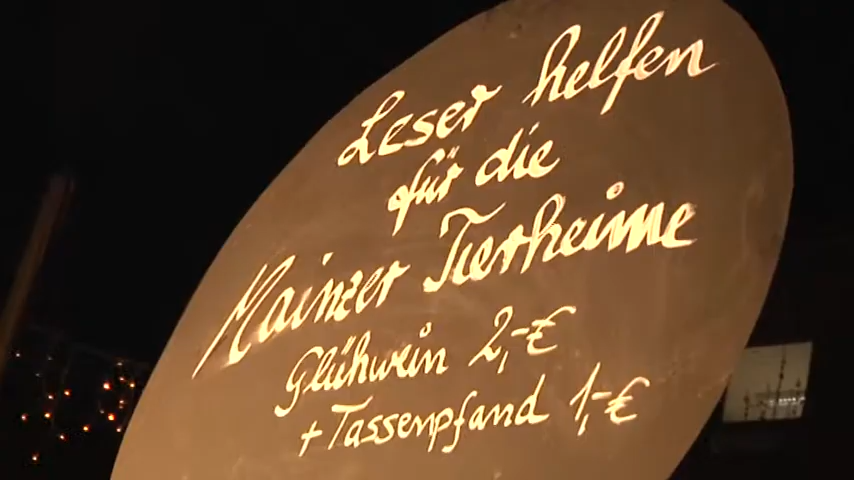 Leser helfen
für die
Mainzer Tierheime
Glühwein 2,-€
+ Tassenpfand 1,-€